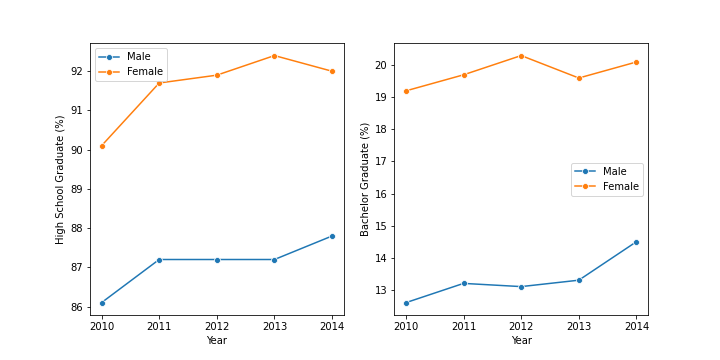 High School Graduate (%)
92
91
90
89
88
87
86
Male
Female
2010 2011 2012 2013 2014
Year
Bachelor Graduate (%)
20
19
18
17
16
15
14
13
Male
Female
2010 2011 2012 2013 2014
Year